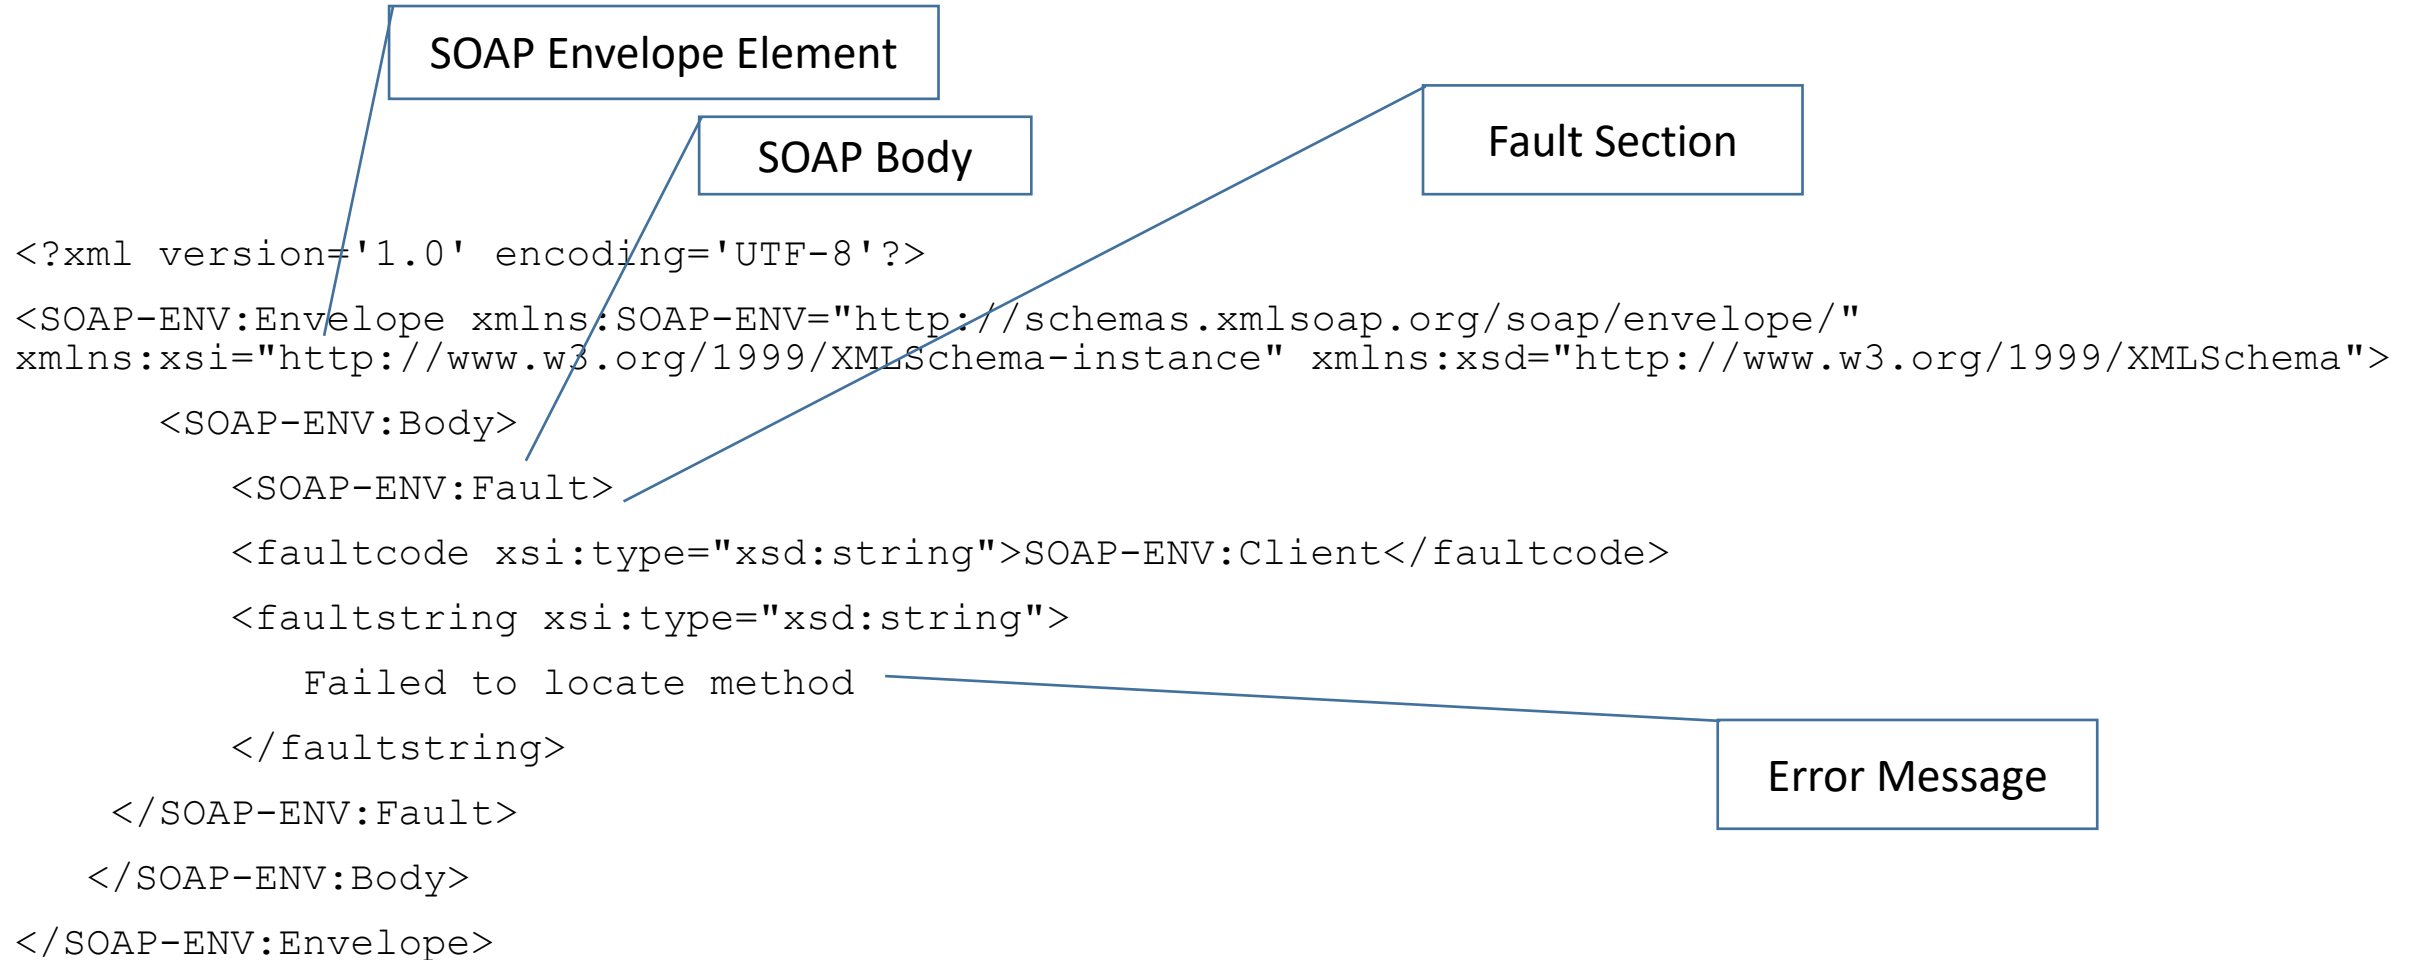 SOAP Envelope Element
SOAP Body
Fault Section
<?xml version='1.0' encoding='UTF-8'?>
<SOAP-ENV:Envelope xmlns:SOAP-ENV="http://schemas.xmlsoap.org/soap/envelope/"
xmlns:xsi="http://www.w3.org/1999/XMLSchema-instance" xmlns:xsd="http://www.w3.org/1999/XMLSchema">
<SOAP-ENV:Body>
<SOAP-ENV:Fault>
<faultcode xsi:type="xsd:string">SOAP-ENV:Client</faultcode>
<faultstring xsi:type="xsd:string">
Failed to locate method
</faultstring>
Error Message
</SOAP-ENV:Fault>
</SOAP-ENV:Body>
</SOAP-ENV:Envelope>